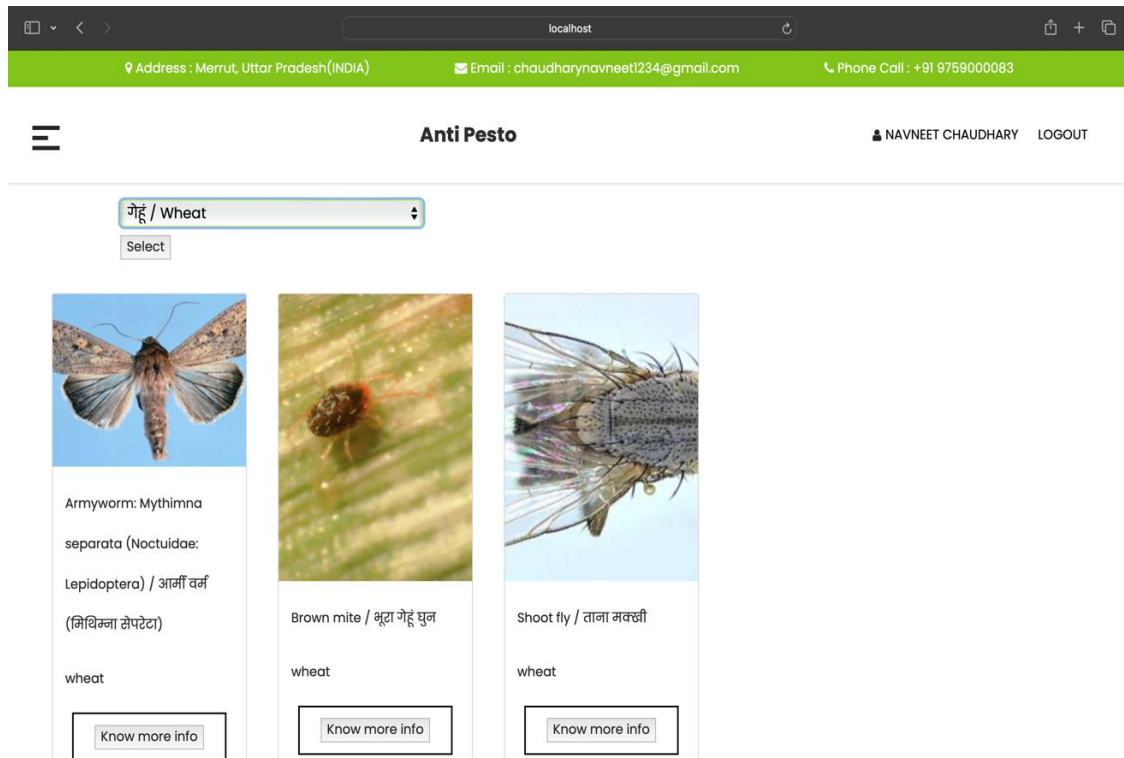 localhost
Address : Merrut, Uttar Pradesh(INDIA)
Email : chaudharynavneet1234@gmail.com
Phone Call : +91 9759000083
Anti Pesto
NAVNEET CHAUDHARY
LOGOUT
गेहूं / Wheat
Select
Armyworm: Mythimna
separata (Noctuidae:
Lepidoptera) / आर्मी वर्म
(मिथिम्ना सेपरेटा)
wheat
Know more info
Brown mite / भूरा गेहूं घुन
wheat
Know more info
Shoot fly / ताना मक्खी
wheat
Know more info